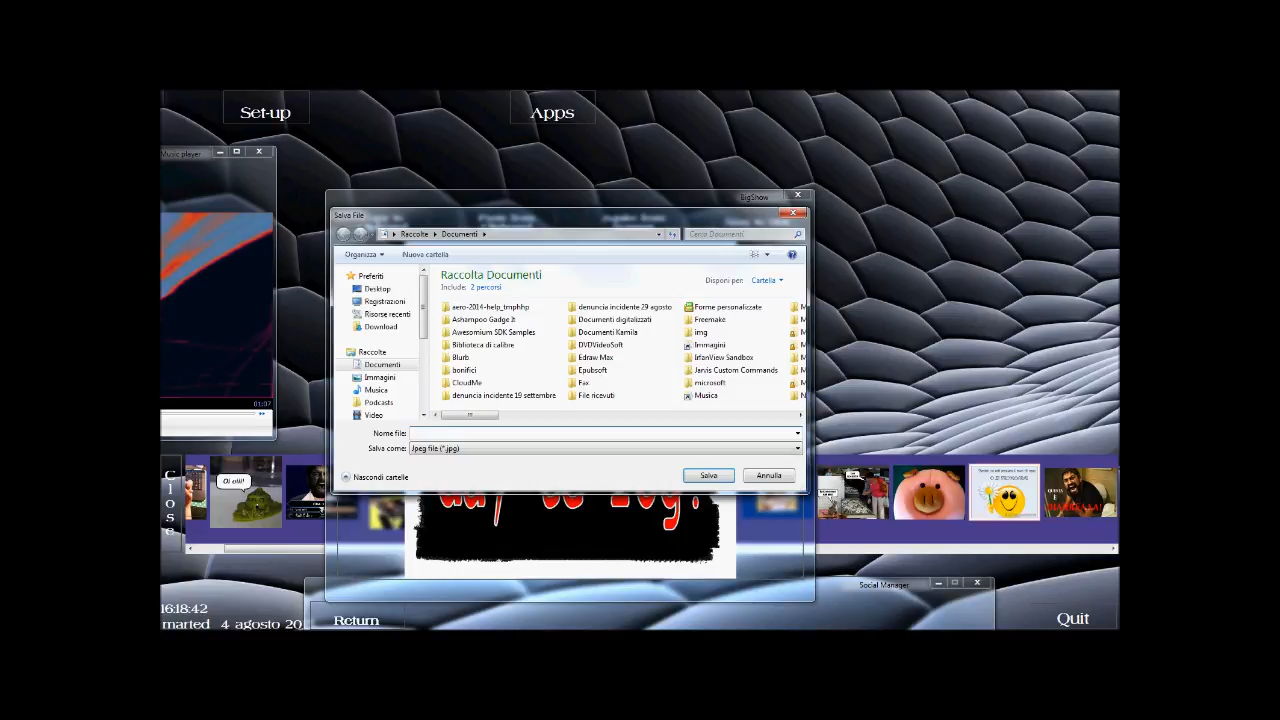 Set-up
Apps
Music player
BigShow
Salva File
Raccolte Documenti
Cerca Documenti
Organizza
Nuova cartella
Raccolta Documenti
Include: 2 percorsi
Disponi per: Cartella
Preferiti
Desktop
Registrazioni
Risorse recenti
Download
Raccolte
Documenti
Immagini
Musica
Podcasts
Video
aero-2014-help_tmphhp
Ashampoo Gadge It
Awesomium SDK Samples
Biblioteca di calibre
Blurb
bonifici
CloudMe
denuncia incidente 19 settembre
denuncia incidente 29 agosto
Documenti digitalizzati
Documenti Kamila
DVDVideoSoft
Edraw Max
Epubsoft
Fax
File ricevuti
Forme personalizzate
Freemake
img
Immagini
IrfanView Sandbox
Jarvis Custom Commands
microsoft
Musica
01:07
Nome file:
Salva come: Jpeg file (*.jpg)
Nascondi cartelle
Salva
Annulla
Close
Oi olli!
Social Manager
16:18:42
marted 4 agosto 20
Return
Quit